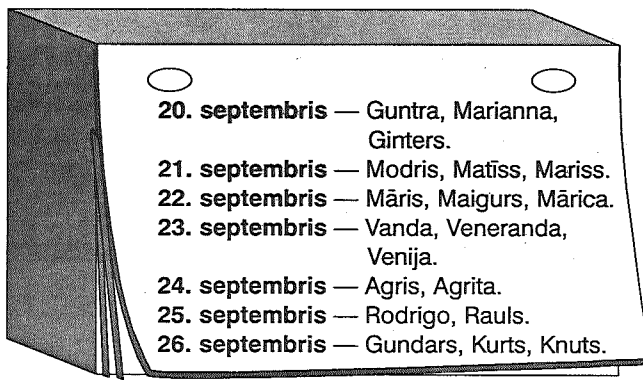 20. septembris — Guntra, Marianna,
Ginters.
21. septembris — Modris, Matīss, Mariss.
22. septembris — Māris, Maigurs, Mārica.
23. septembris — Vanda, Veneranda,
Venija.
24. septembris — Agris, Agrita.
25. septembris — Rodrigo, Rauls.
26. septembris — Gundars, Kurts, Knuts.